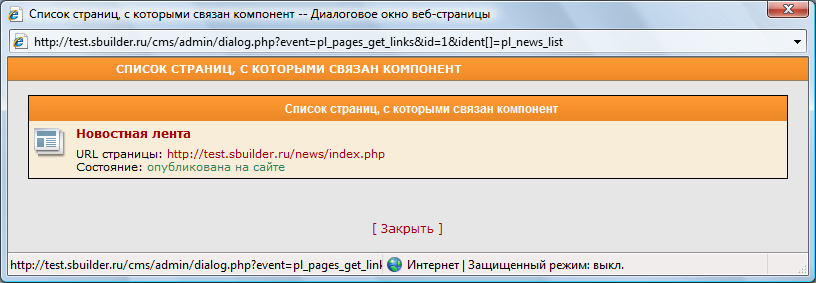 Список страниц, с которыми связан компонент -- Диалоговое окно веб-страницы
http://test.sbuilder.ru/cms/admin/dialog.php?event=pl_pages_get_links&id=1&ident[]=pl_news_list
СПИСОК СТРАНИЦ, С КОТОРЫМИ СВЯЗАН КОМПОНЕНТ
Список страниц, с которыми связан компонент
Новостная лента
URL страницы: http://test.sbuilder.ru/news/index.php
Состояние: опубликована на сайте
[ Закрыть ]
http://test.sbuilder.ru/cms/admin/dialog.php?event=pl_pages_get_link Интернет | Защищенный режим: выкл.